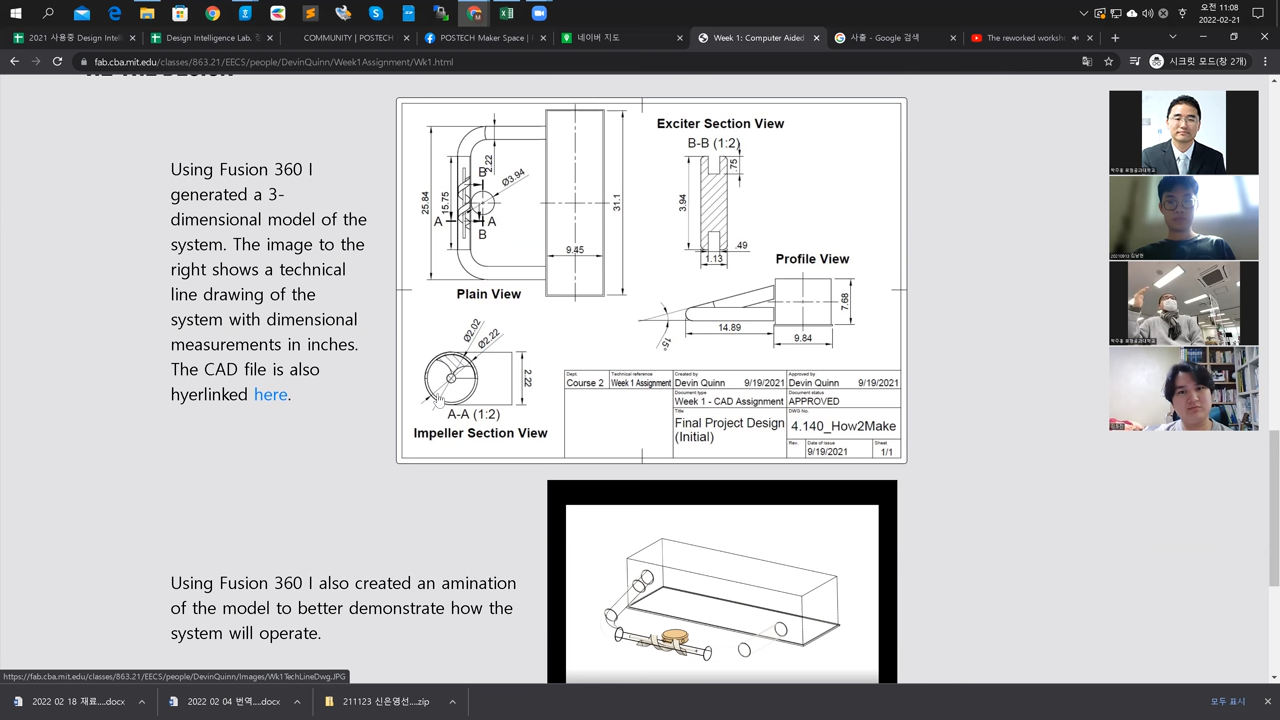 오전 11:08
2022-02-21
2021 사용중 Design Intelli
Design Intelligence Lab.
COMMUNITY | POSTECH
POSTECH Maker Space |
네이버 지도
Week 1: Computer Aided
사출 - Google 검색
The reworked worksh
fab.cba.mit.edu/classes/863.21/EECS/people/DevinQuinn/Week1Assignment/Wk1.html
시크릿 모드(창 2개)
Using Fusion 360 I
generated a 3-
dimensional model of the
system. The image to the
right shows a technical
line drawing of the
system with dimensional
measurements in inches.
The CAD file is also
hyerlinked here.
25.84
15.75
2.22
B
Ø3.94
A
A
B
31.1
9.45
Plain View
Exciter Section View
B-B (1:2)
.75
3.94
.49
1.13
Profile View
7.68
14.89
15°
9.84
Ø2.02
Ø2.22
2.22
A-A (1:2)
Impeller Section View
Dept. Technical reference Created by Approved by
Course 2 Week 1 Assignment Devin Quinn 9/19/2021 Devin Quinn 9/19/2021
Document type Document status
Week 1 - CAD Assignment APPROVED
Title DWG No.
Final Project Design
(Initial)
4.140_How2Make
Rev. Date of issue Sheet
9/19/2021 1/1
Using Fusion 360 I also created an amination
of the model to better demonstrate how the
system will operate.
https://fab.cba.mit.edu/classes/863.21/EECS/people/DevinQuinn/Images/Wk1TechLineDwg.JPG
2022 02 18 재료....docx
2022 02 04 번역....docx
211123 신은영선....zip
모두 표시